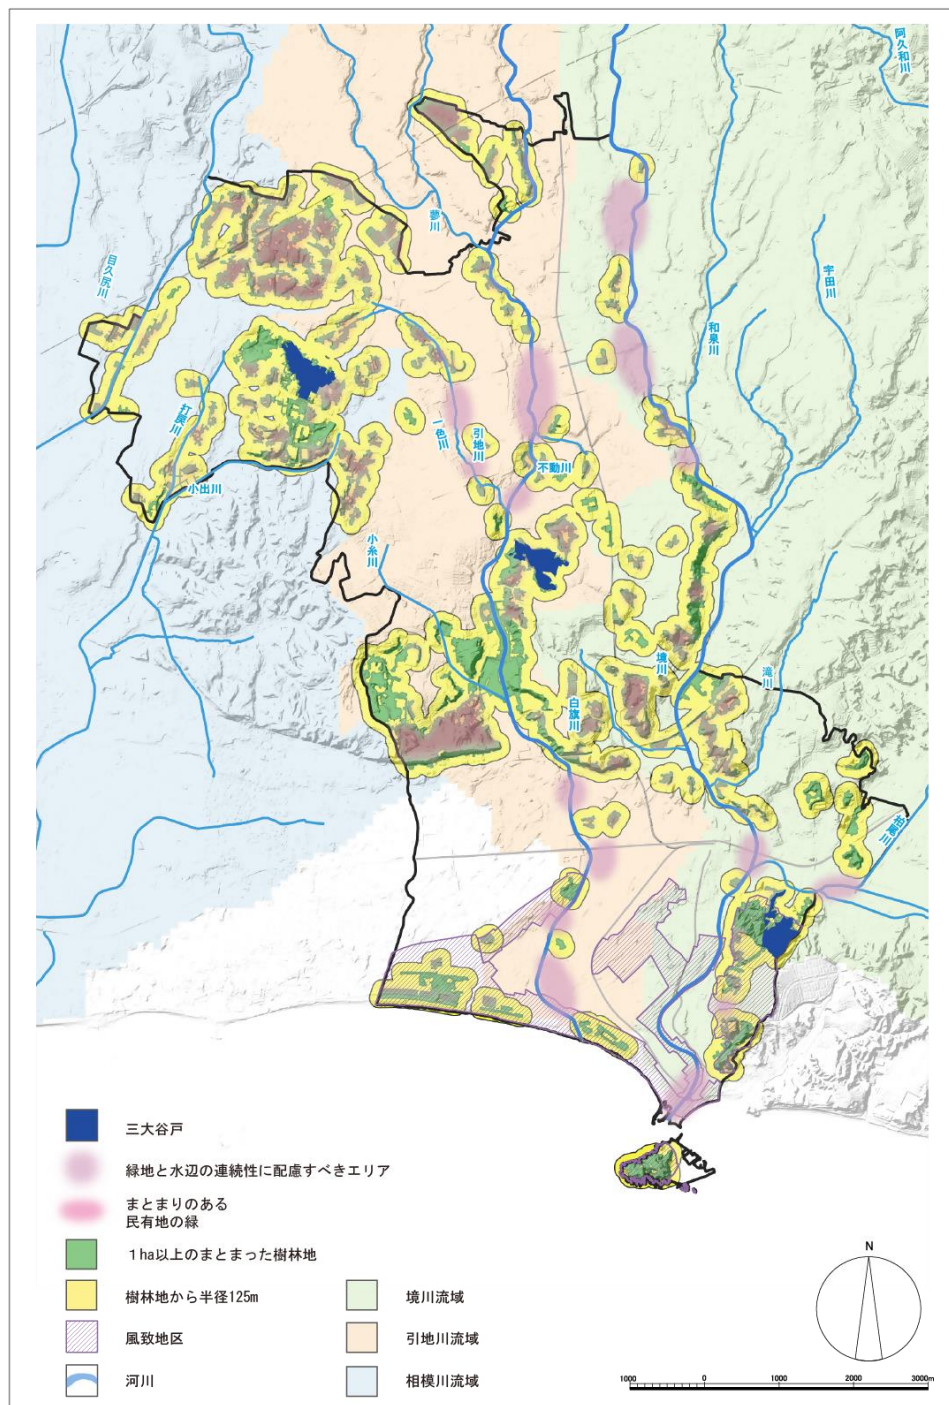 阿久和川
蓼川
目久尻川
宇田川
和泉川
打戻川
一色川
引地川
不動川
小出川
小糸川
境川
滝川
白旗川
柏尾川
三大谷戸
緑地と水辺の連続性に配慮すべきエリア
まとまりのある
民有地の緑
1ha以上のまとまった樹林地
樹林地から半径125m
風致地区
河川
境川流域
引地川流域
相模川流域
N
1000 0 1000 2000 3000m